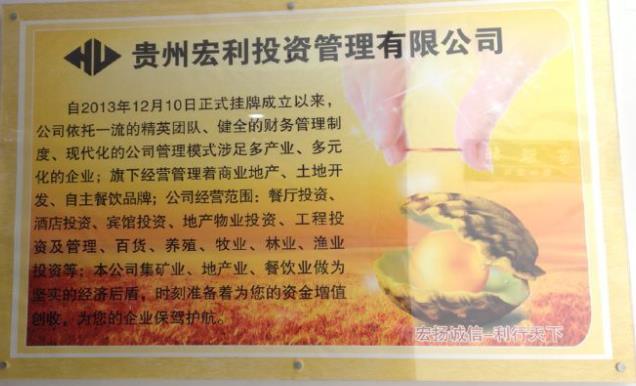 贵州宏利投资管理有限公司
自2013年12月10日正式挂牌成立以来，
公司依托一流的精英团队、健全的财务管理制
度、现代化的公司管理模式涉足多产业、多元
化的企业；旗下经营管理着商业地产、土地开
发、自主餐饮品牌；公司经营范围：餐厅投资、
酒店投资、宾馆投资、地产物业投资、工程投
资及管理、百货、养殖、牧业、林业、渔业
投资等；本公司集矿业、地产业、餐饮业做为
坚实的经济后盾，时刻准备着为您的资金增值
创收，为您的企业保驾护航。
宏扬诚信-利行天下